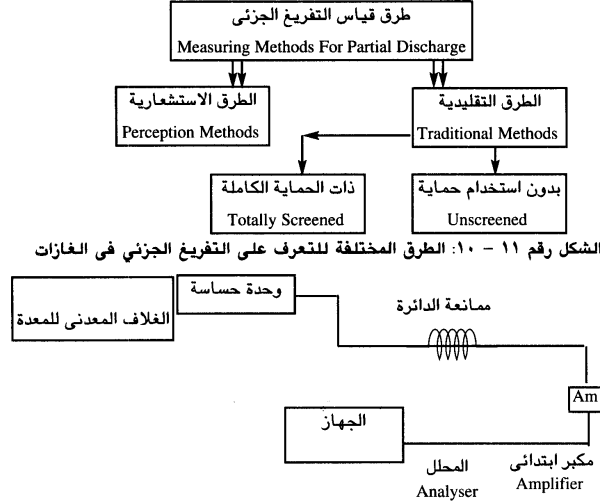 طرق قياس التفريغ الجزئى
Measuring Methods For Partial Discharge
الطرق التقليدية
Traditional Methods
الطرق الاستشعارية
Perception Methods
بدون استخدام حماية
Unscreened
ذات الحماية الكاملة
Totally Screened
الشكل رقم ١١ – ١٠: الطرق المختلفة للتعرف على التفريغ الجزئي فى الغازات
وحدة حساسة
الغلاف المعدنى للمعدة
ممانعة الدائرة
Am
الجهاز
مكبر ابتدائى
Amplifier
المحلل
Analyser